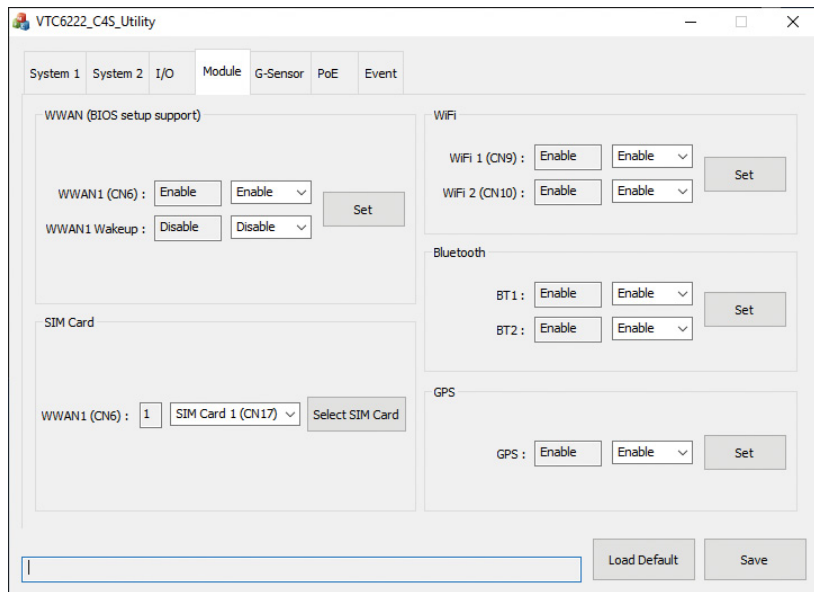 VTC6222_C4S_Utility
System 1 System 2 I/O Module G-Sensor PoE Event
WWAN (BIOS setup support)
WWAN1 (CN6) : Enable Enable Set
WWAN1 Wakeup : Disable Disable
SIM Card
WWAN1 (CN6) : 1 SIM Card 1 (CN17) Select SIM Card
WiFi
WiFi 1 (CN9) : Enable Enable Set
WiFi 2 (CN10) : Enable Enable
Bluetooth
BT1 : Enable Enable Set
BT2 : Enable Enable
GPS
GPS : Enable Enable Set
Load Default Save